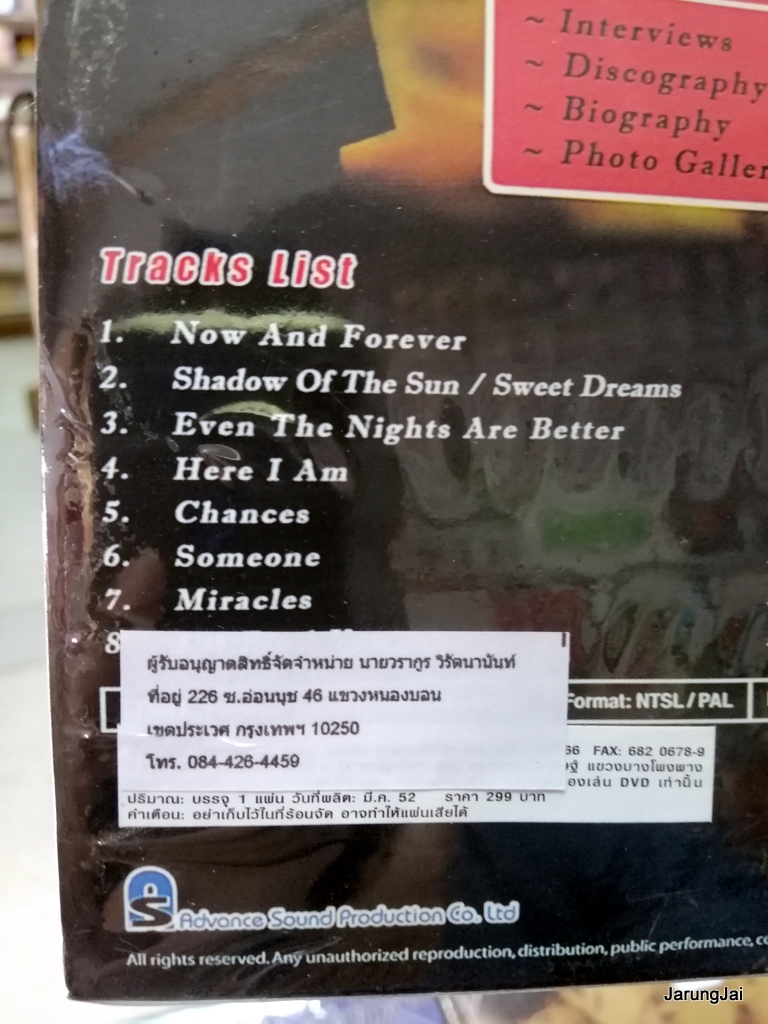 ~ Interviews
~ Discography
~ Biography
~ Photo Galler
Tracks List
1. Now And Forever
2. Shadow Of The Sun / Sweet Dreams
3. Even The Nights Are Better
4. Here I Am
5. Chances
6. Someone
7. Miracles
8
ผู้รับอนุญาตสิทธิ์จัดจำหน่าย นายวรากูร วิรัตนานันท์
ที่อยู่ 226 ซ.อ่อนนุช 46 แขวงหนองบอน
เขตประเวศ กรุงเทพฯ 10250
โทร. 084-426-4459
Format: NTSL / PAL
66 FAX: 682 0678-9
แขวงบางโพงพาง
องเล่น DVD เท่านั้น
ปริมาณ: บรรจุ 1 แผ่น วันที่ผลิต: มี.ค. 52 ราคา 299 บาท
คำเตือน: อย่าเก็บไว้ในที่ร้อนจัด อาจทำให้แผ่นเสียได้
AS Advance Sound Production Co. Ltd
All rights reserved. Any unauthorized reproduction, distribution, public performance, co
JarungJai